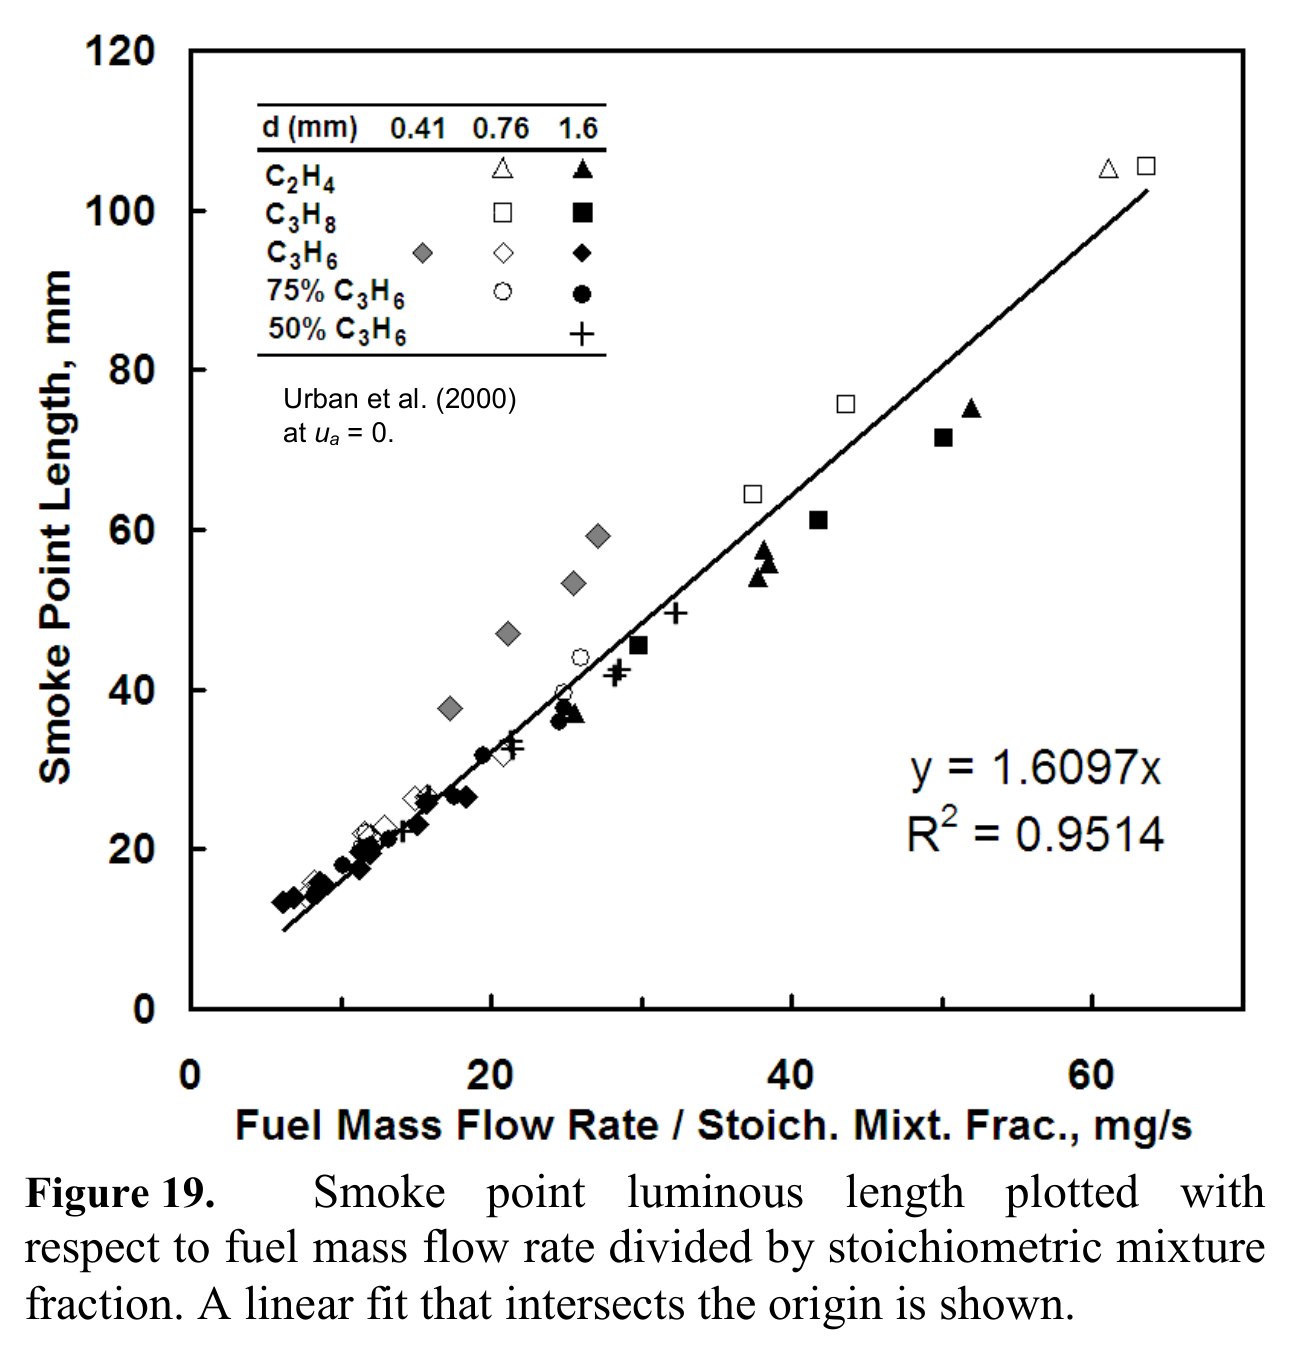 120
100
80
60
40
20
0
Smoke Point Length, mm
d (mm) 0.41 0.76 1.6
C₂H₄
C₃H₈
C₃H₆
75% C₃H₆
50% C₃H₆
Urban et al. (2000)
at uₐ = 0.
y = 1.6097x
R² = 0.9514
0 20 40 60
Fuel Mass Flow Rate / Stoich. Mixt. Frac., mg/s
Figure 19. Smoke point luminous length plotted with
respect to fuel mass flow rate divided by stoichiometric mixture
fraction. A linear fit that intersects the origin is shown.